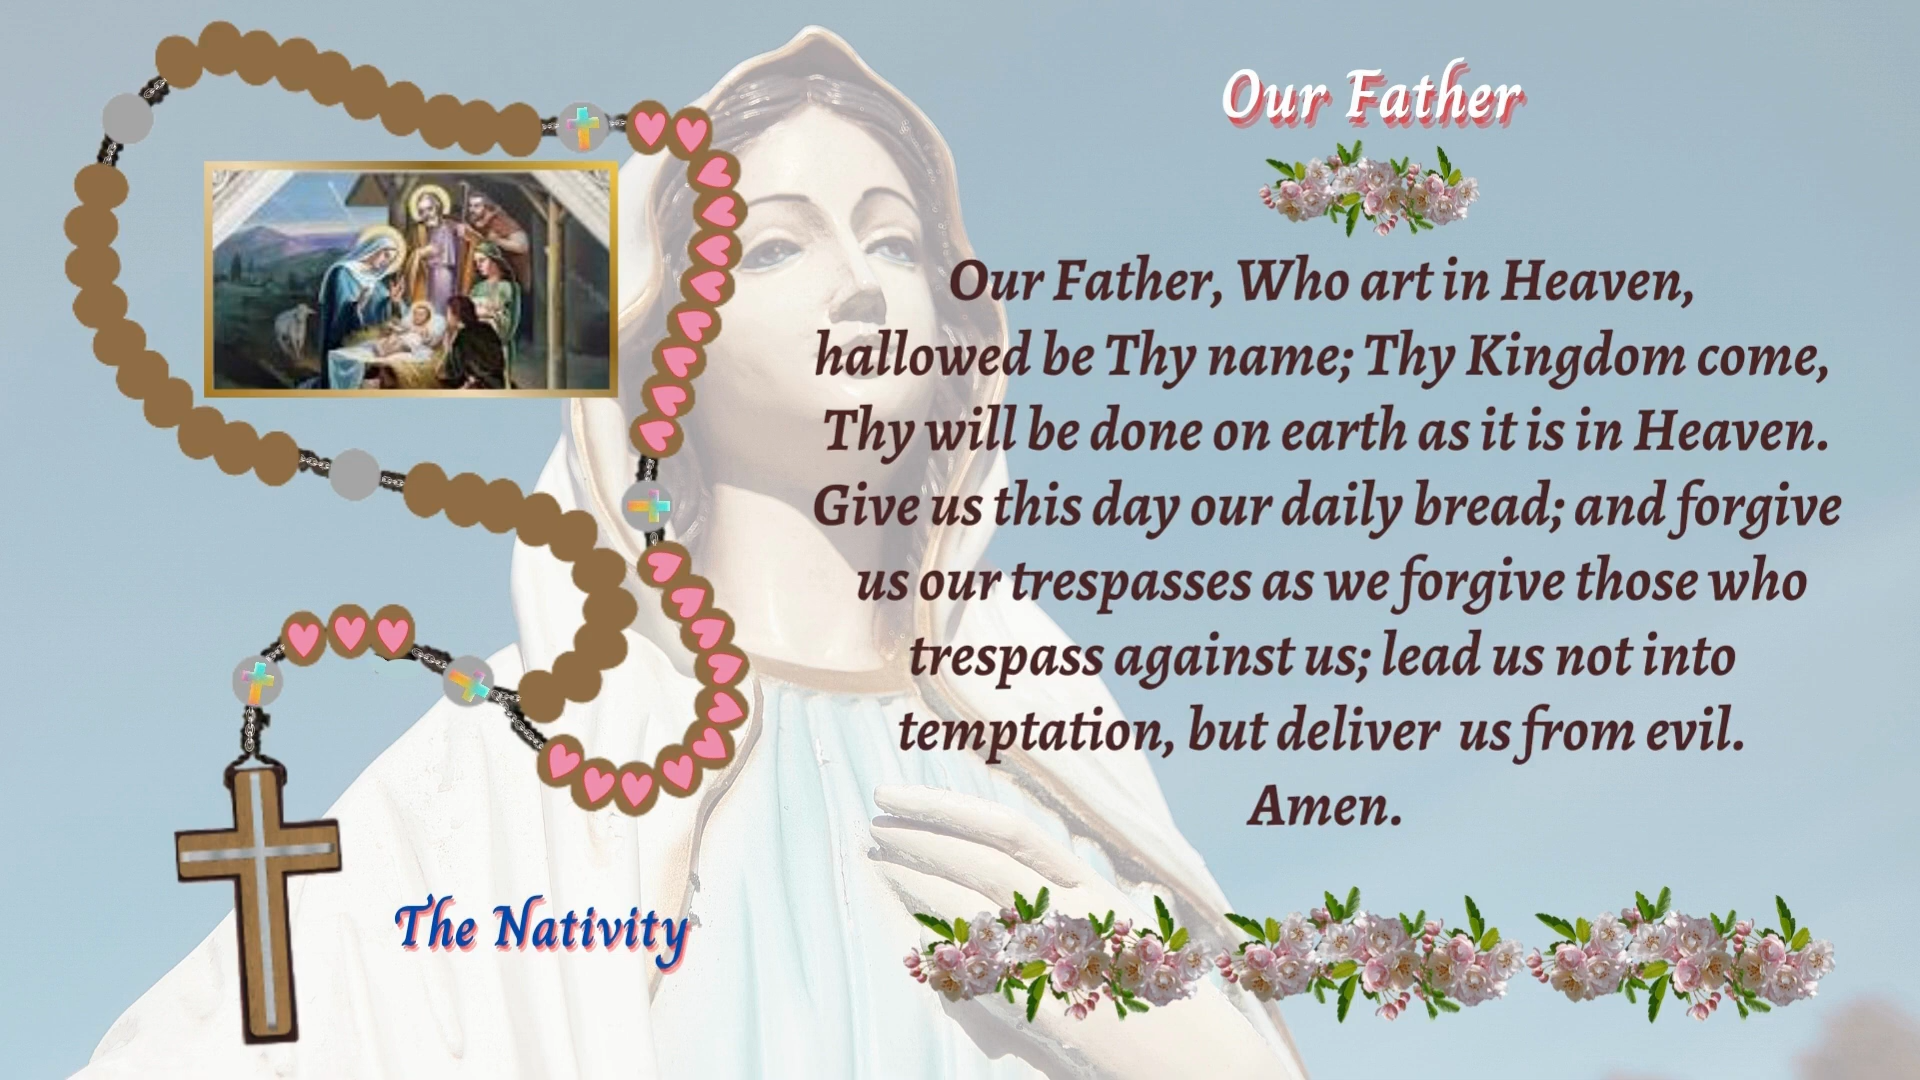 Our Father
Our Father, Who art in Heaven,
hallowed be Thy name; Thy Kingdom come,
Thy will be done on earth as it is in Heaven.
Give us this day our daily bread; and forgive
us our trespasses as we forgive those who
trespass against us; lead us not into
temptation, but deliver us from evil.
Amen.
The Nativity